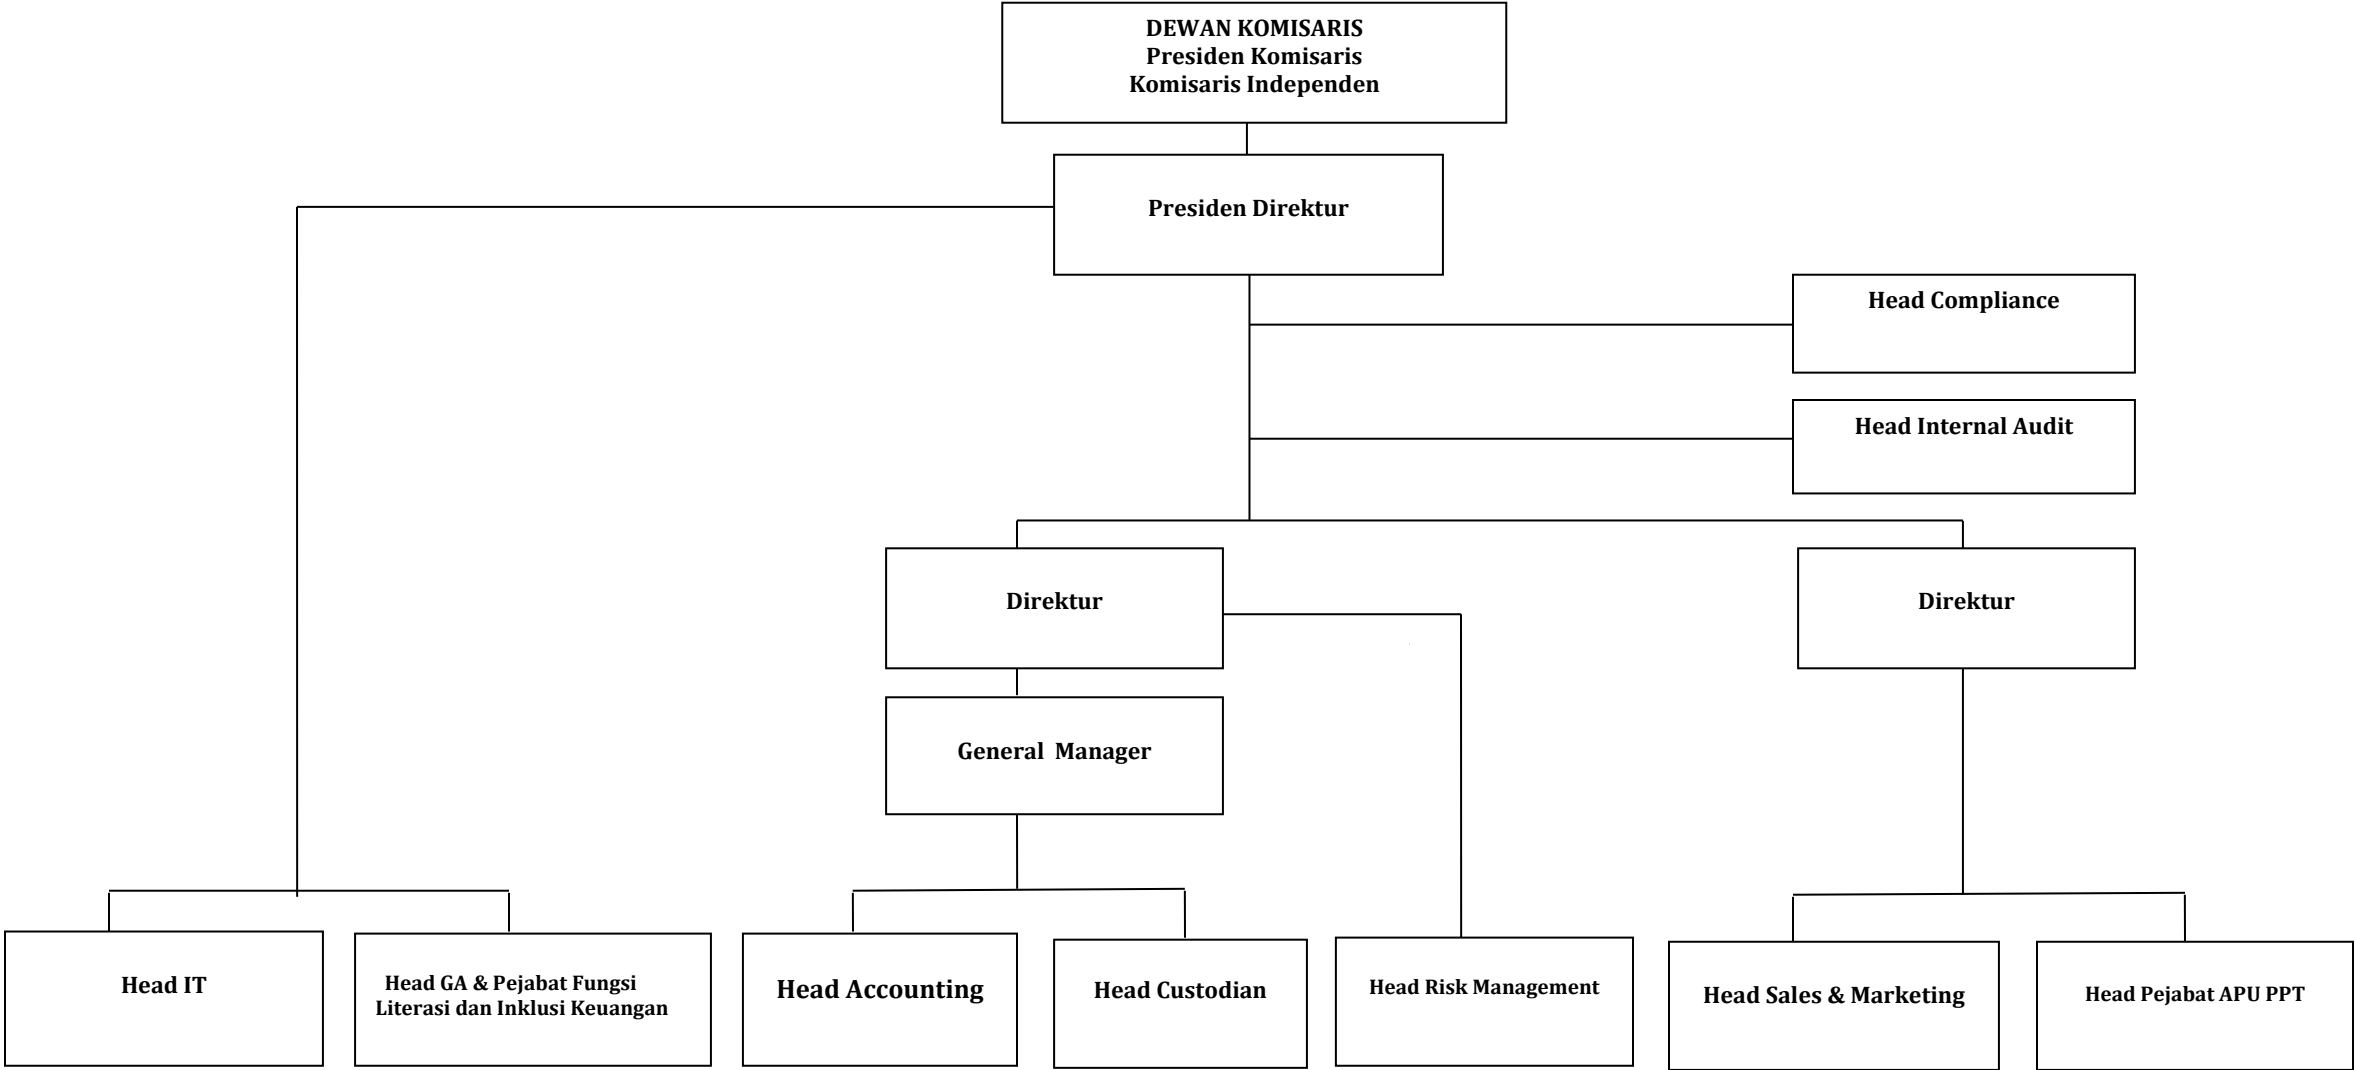 DEWAN KOMISARIS
Presiden Komisaris
Komisaris Independen
Presiden Direktur
Head Compliance
Head Internal Audit
Direktur
Direktur
General  Manager
Head IT
Head GA & Pejabat Fungsi
Literasi dan Inklusi Keuangan
Head Accounting
Head Custodian
Head Risk Management
Head Sales & Marketing
Head Pejabat APU PPT